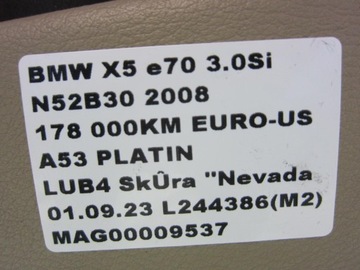 BMW X5 e70 3.0Si
N52B30 2008
178 000KM EURO-US
A53 PLATIN
LUB4 SkÛra "Nevada
01.09.23 L244386(M2)
MAG00009537